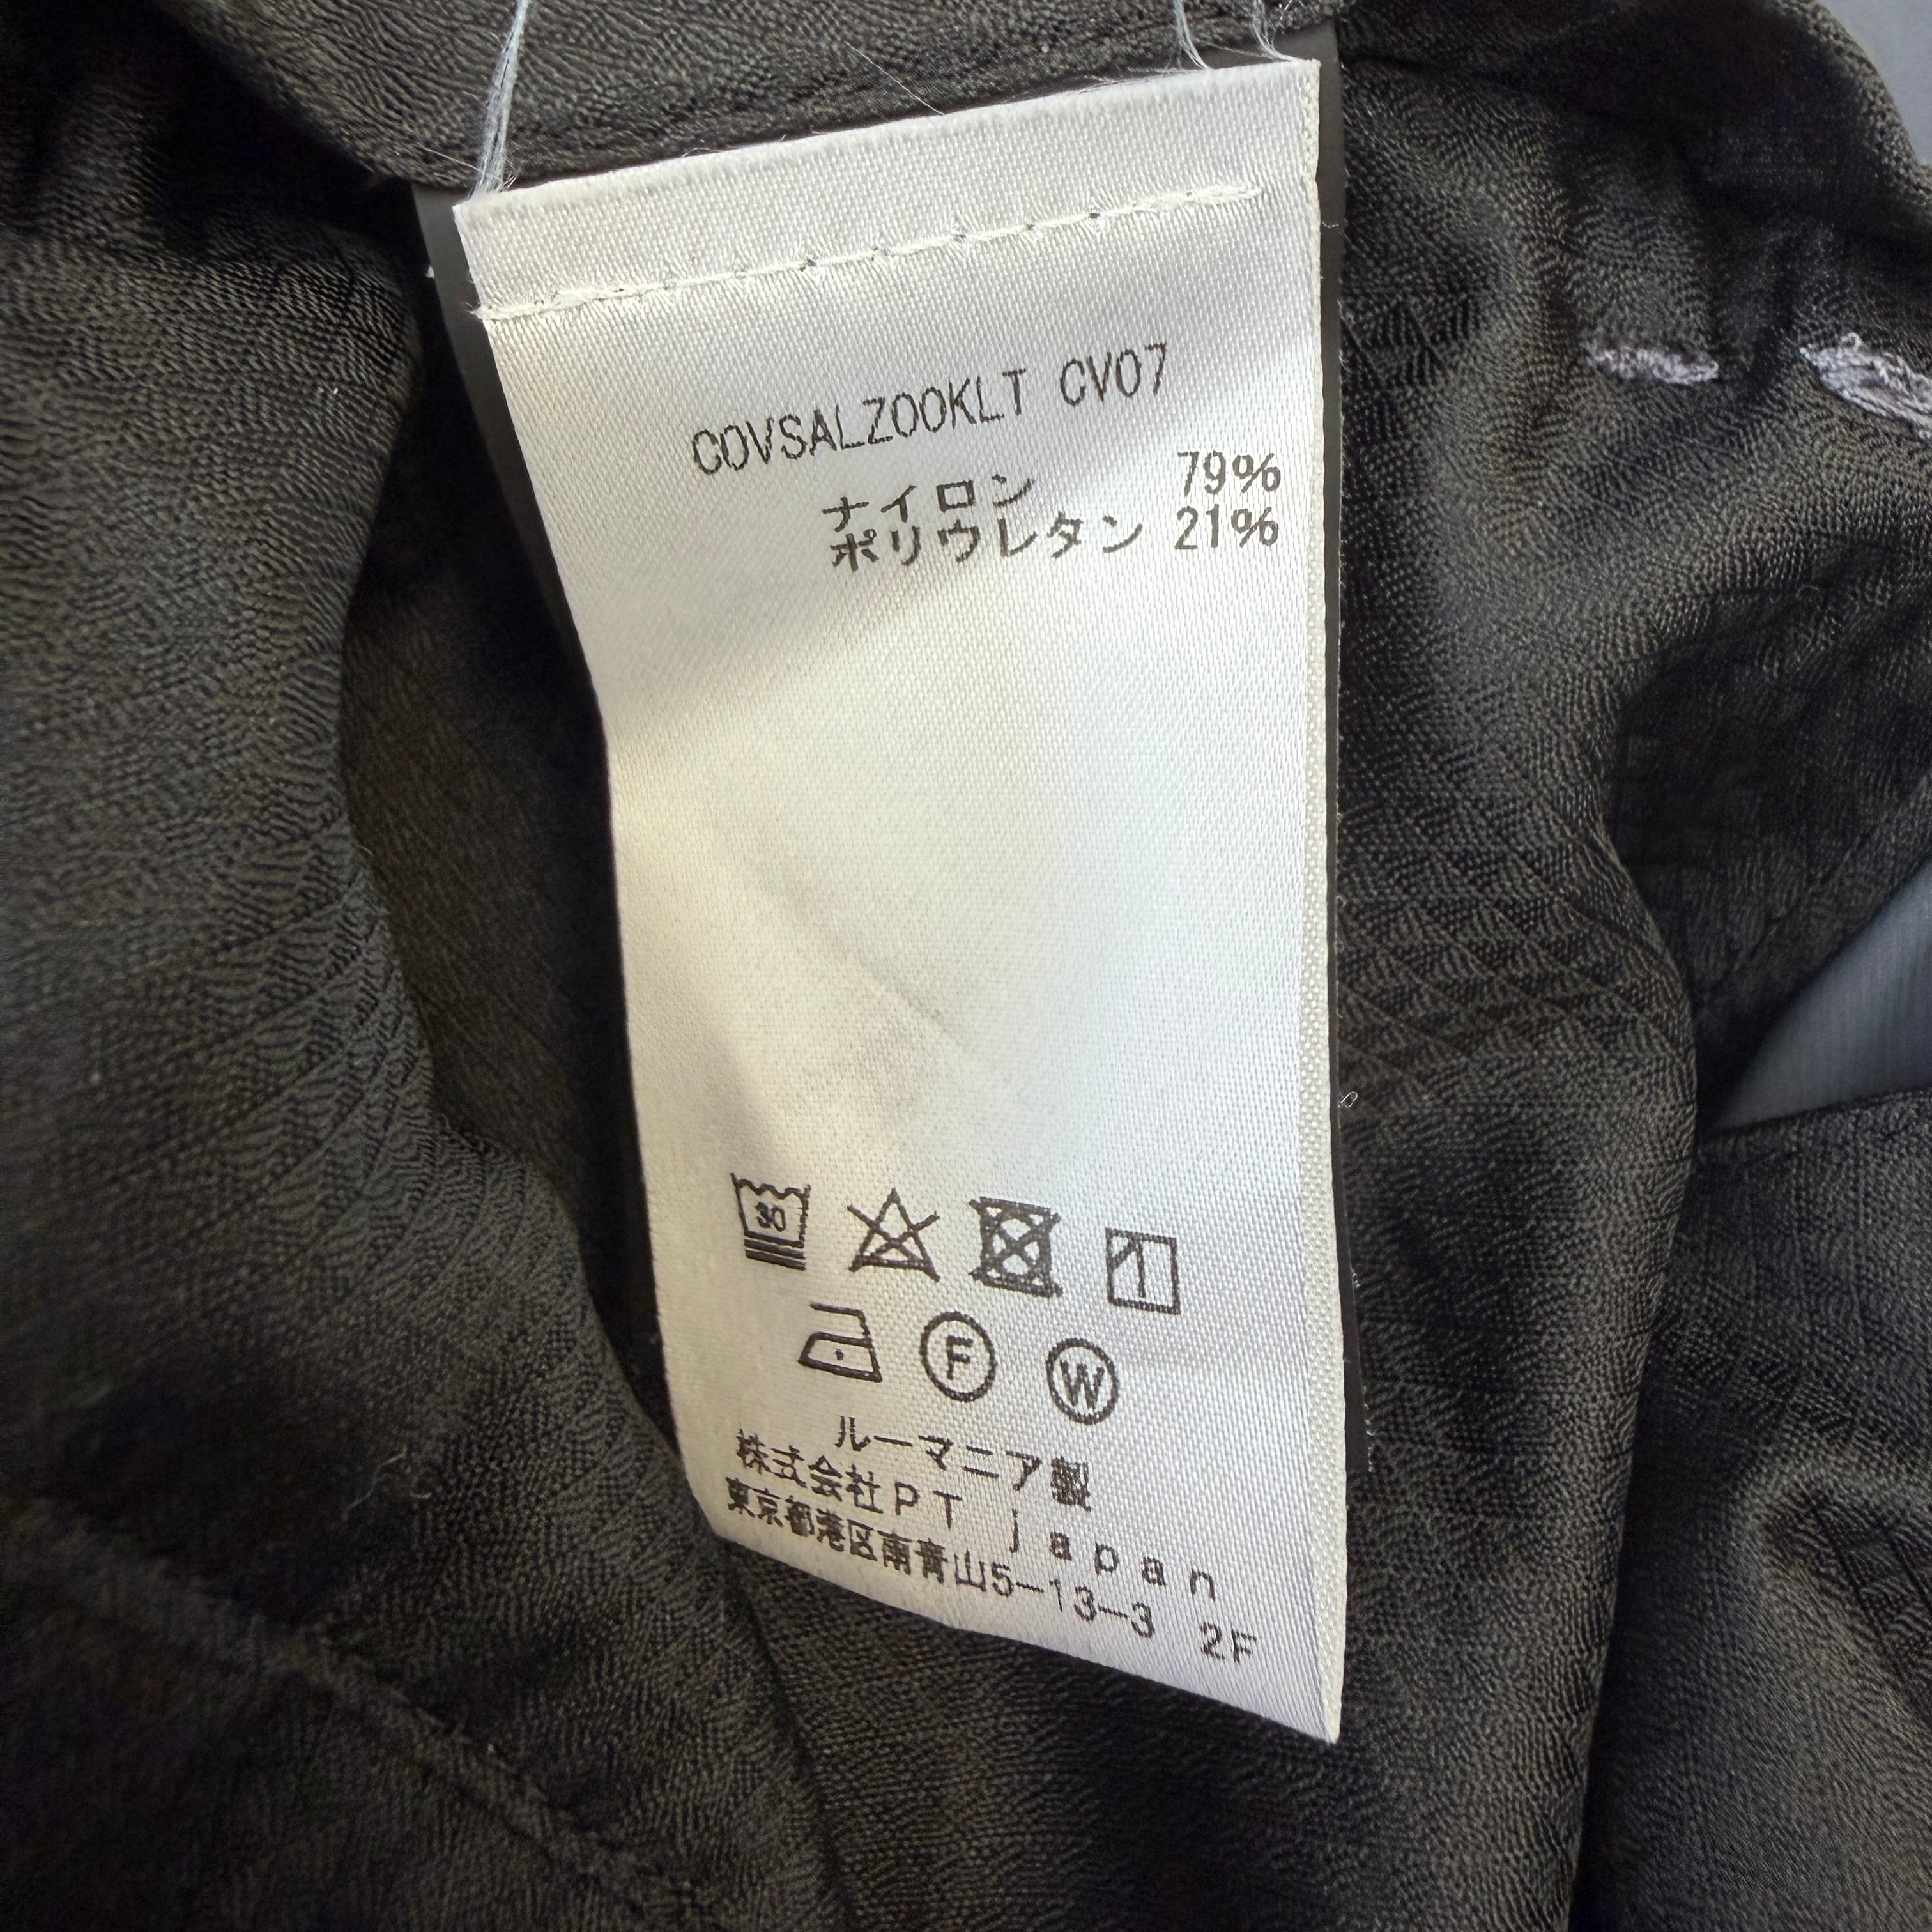 COVSALZOOKLT CV07
ナイロン 79%
ポリウレタン 21%
30
1
F W
ルーマニア製
株式会社PT japan
東京都港区南青山5-13-3 2F